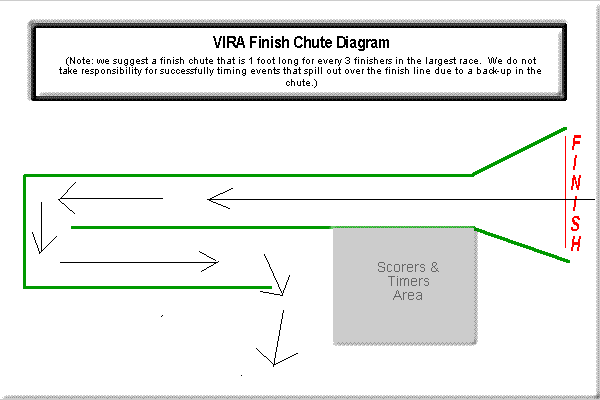 VIRA Finish Chute Diagram
(Note: we suggest a finish chute that is 1 foot long for every 3 finishers in the largest race. We do not
take responsibility for successfully timing events that spill out over the finish line due to a back-up in the
chute.)
FINISH
Scorers &
Timers
Area